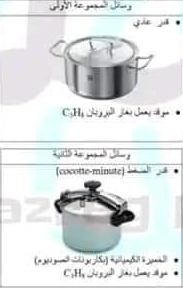 وسائل المجموعة الأولى
• قدر عادي
• موقد يعمل بغاز البروبان C₃H₈
وسائل المجموعة الثانية
• قدر الضغط (cocotte-minute)
• الخميرة الكيميائية (بكاربونات الصوديوم)
• موقد يعمل بغاز البروبان C₃H₈